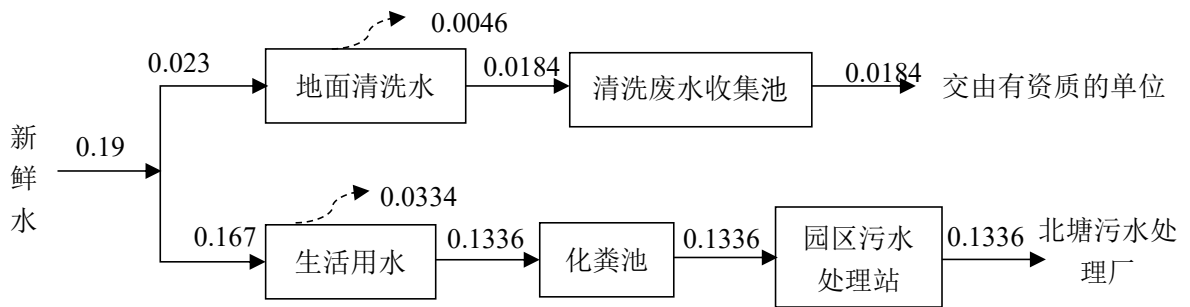 0.0046
0.023
地面清洗水
0.0184
清洗废水收集池
0.0184
交由有资质的单位
新
鲜
水
0.19
0.0334
0.167
生活用水
0.1336
化粪池
0.1336
园区污水
处理站
0.1336
北塘污水处
理厂